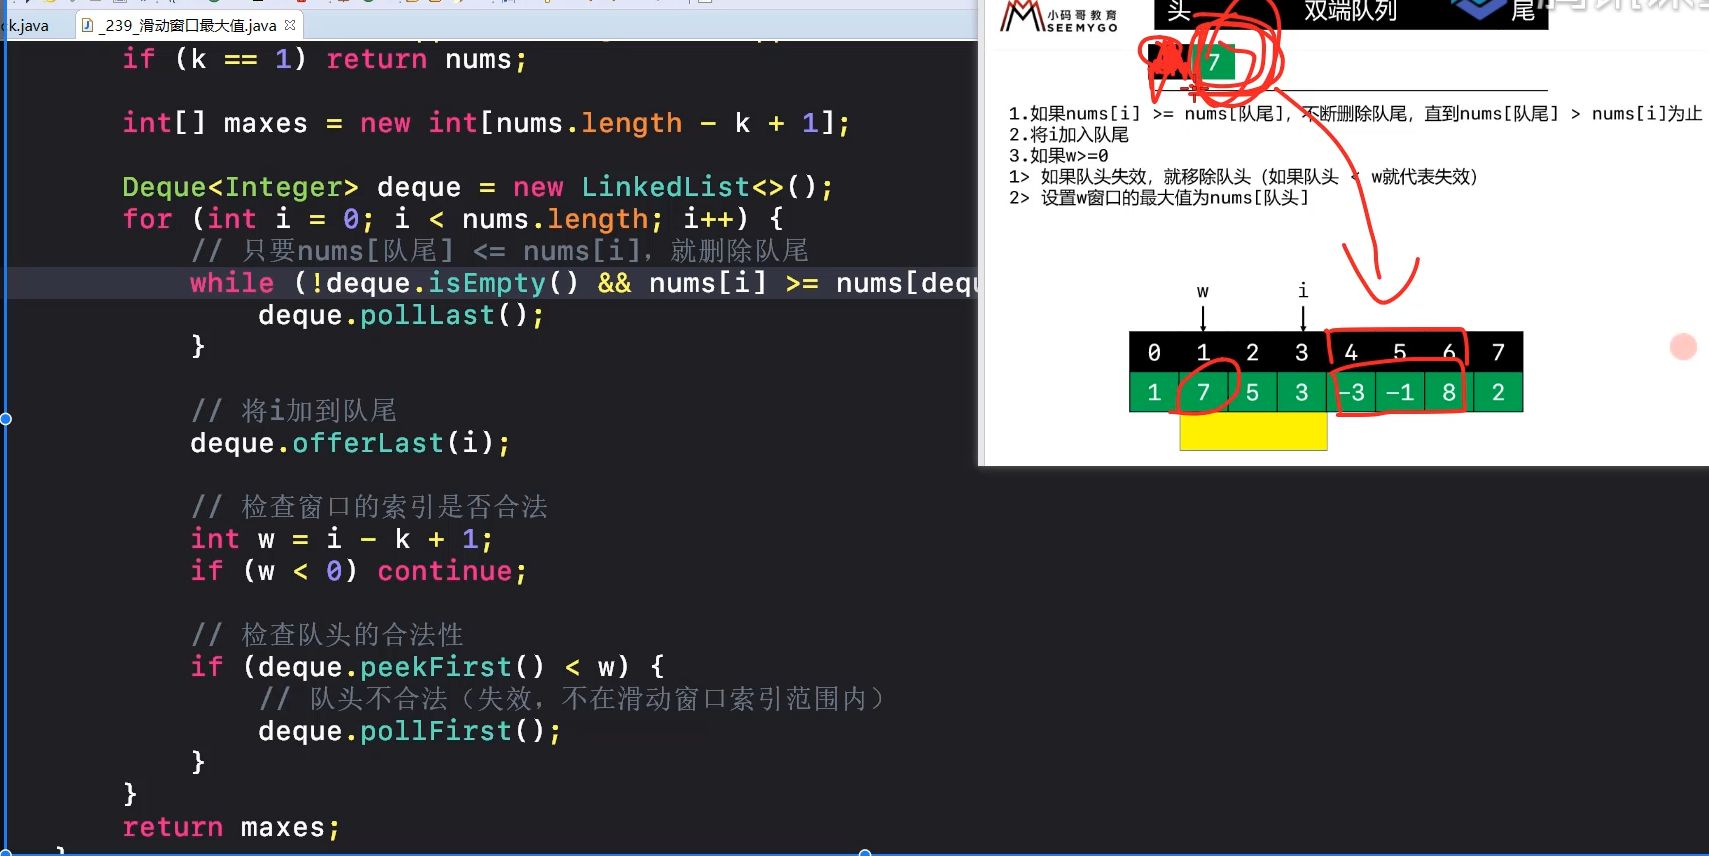 ck.java
_239_滑动窗口最大值.java
if (k == 1) return nums;
int[] maxes = new int[nums.length - k + 1];
Deque<Integer> deque = new LinkedList<>();
for (int i = 0; i < nums.length; i++) {
// 只要nums[队尾] <= nums[i]，就删除队尾
while (!deque.isEmpty() && nums[i] >= nums[dequ
deque.pollLast();
}
// 将i加到队尾
deque.offerLast(i);
// 检查窗口的索引是否合法
int w = i - k + 1;
if (w < 0) continue;
// 检查队头的合法性
if (deque.peekFirst() < w) {
// 队头不合法（失效，不在滑动窗口索引范围内）
deque.pollFirst();
}
}
return maxes;
}
小码哥教育
SEEMYGO
头 双端队列 尾
7
1.如果nums[i] >= nums[队尾]，不断删除队尾，直到nums[队尾] > nums[i]为止
2.将i加入队尾
3.如果w>=0
1> 如果队头失效，就移除队头（如果队头 < w就代表失效）
2> 设置w窗口的最大值为nums[队头]
w i
0 1 2 3 4 5 6 7
1 7 5 3 -3 -1 8 2